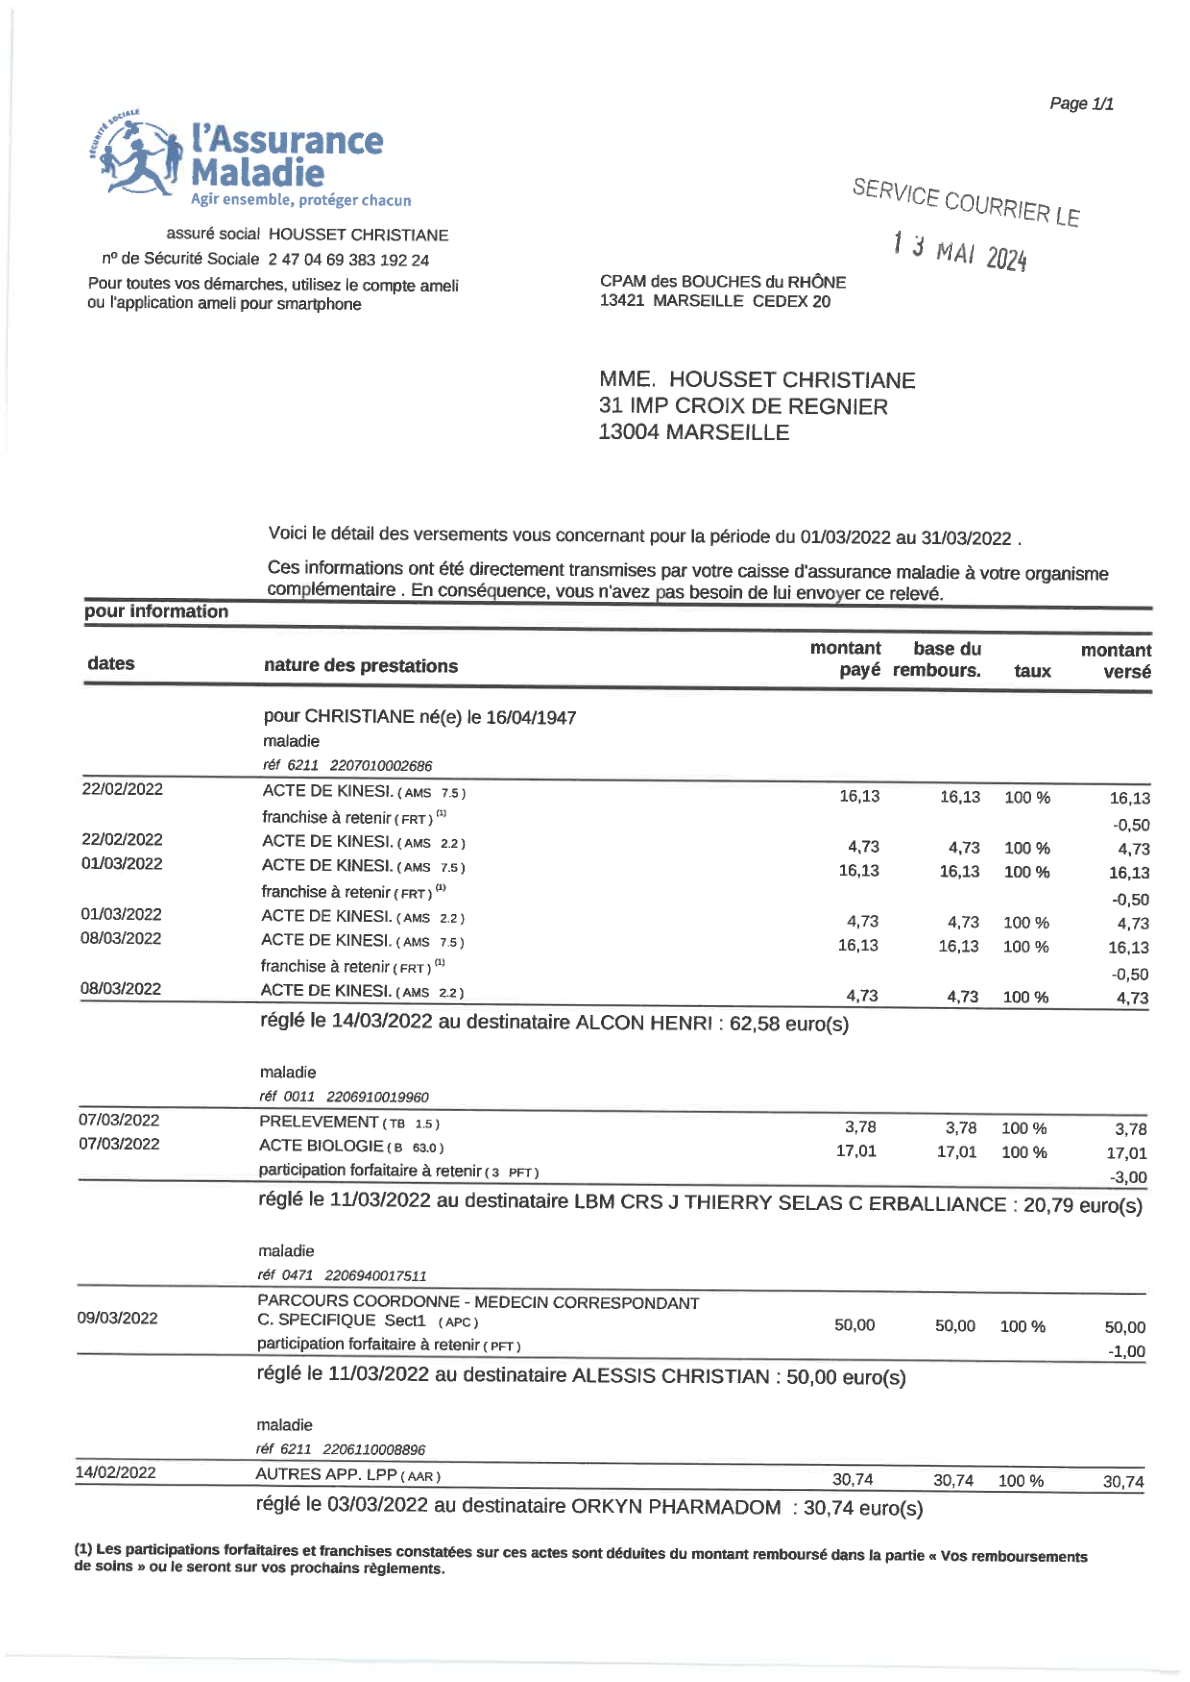 Page 1/1
SÉCURITÉ SOCIALE
l'Assurance
Maladie
Agir ensemble, protéger chacun
SERVICE COURRIER LE
13 MAI 2024
assuré social HOUSSET CHRISTIANE
nº de Sécurité Sociale 2 47 04 69 383 192 24
Pour toutes vos démarches, utilisez le compte ameli
ou l'application ameli pour smartphone
CPAM des BOUCHES du RHÔNE
13421 MARSEILLE CEDEX 20
MME. HOUSSET CHRISTIANE
31 IMP CROIX DE REGNIER
13004 MARSEILLE
Voici le détail des versements vous concernant pour la période du 01/03/2022 au 31/03/2022 .
Ces informations ont été directement transmises par votre caisse d'assurance maladie à votre organisme
complémentaire . En conséquence, vous n'avez pas besoin de lui envoyer ce relevé.
pour information
dates nature des prestations montant payé base du rembours. taux montant versé
pour CHRISTIANE né(e) le 16/04/1947
maladie
réf 6211 2207010002686
22/02/2022 ACTE DE KINESI. ( AMS 7.5 ) 16,13 16,13 100 % 16,13
franchise à retenir ( FRT ) (1) -0,50
22/02/2022 ACTE DE KINESI. ( AMS 2.2 ) 4,73 4,73 100 % 4,73
01/03/2022 ACTE DE KINESI. ( AMS 7.5 ) 16,13 16,13 100 % 16,13
franchise à retenir ( FRT ) (1) -0,50
01/03/2022 ACTE DE KINESI. ( AMS 2.2 ) 4,73 4,73 100 % 4,73
08/03/2022 ACTE DE KINESI. ( AMS 7.5 ) 16,13 16,13 100 % 16,13
franchise à retenir ( FRT ) (1) -0,50
08/03/2022 ACTE DE KINESI. ( AMS 2.2 ) 4,73 4,73 100 % 4,73
réglé le 14/03/2022 au destinataire ALCON HENRI : 62,58 euro(s)
maladie
réf 0011 2206910019960
07/03/2022 PRELEVEMENT ( TB 1.5 ) 3,78 3,78 100 % 3,78
07/03/2022 ACTE BIOLOGIE ( B 63.0 ) 17,01 17,01 100 % 17,01
participation forfaitaire à retenir ( 3 PFT ) -3,00
réglé le 11/03/2022 au destinataire LBM CRS J THIERRY SELAS C ERBALLIANCE : 20,79 euro(s)
maladie
réf 0471 2206940017511
PARCOURS COORDONNE - MEDECIN CORRESPONDANT
09/03/2022 C. SPECIFIQUE Sect1 ( APC ) 50,00 50,00 100 % 50,00
participation forfaitaire à retenir ( PFT ) -1,00
réglé le 11/03/2022 au destinataire ALESSIS CHRISTIAN : 50,00 euro(s)
maladie
réf 6211 2206110008896
14/02/2022 AUTRES APP. LPP ( AAR ) 30,74 30,74 100 % 30,74
réglé le 03/03/2022 au destinataire ORKYN PHARMADOM : 30,74 euro(s)
(1) Les participations forfaitaires et franchises constatées sur ces actes sont déduites du montant remboursé dans la partie « Vos remboursements
de soins » ou le seront sur vos prochains règlements.